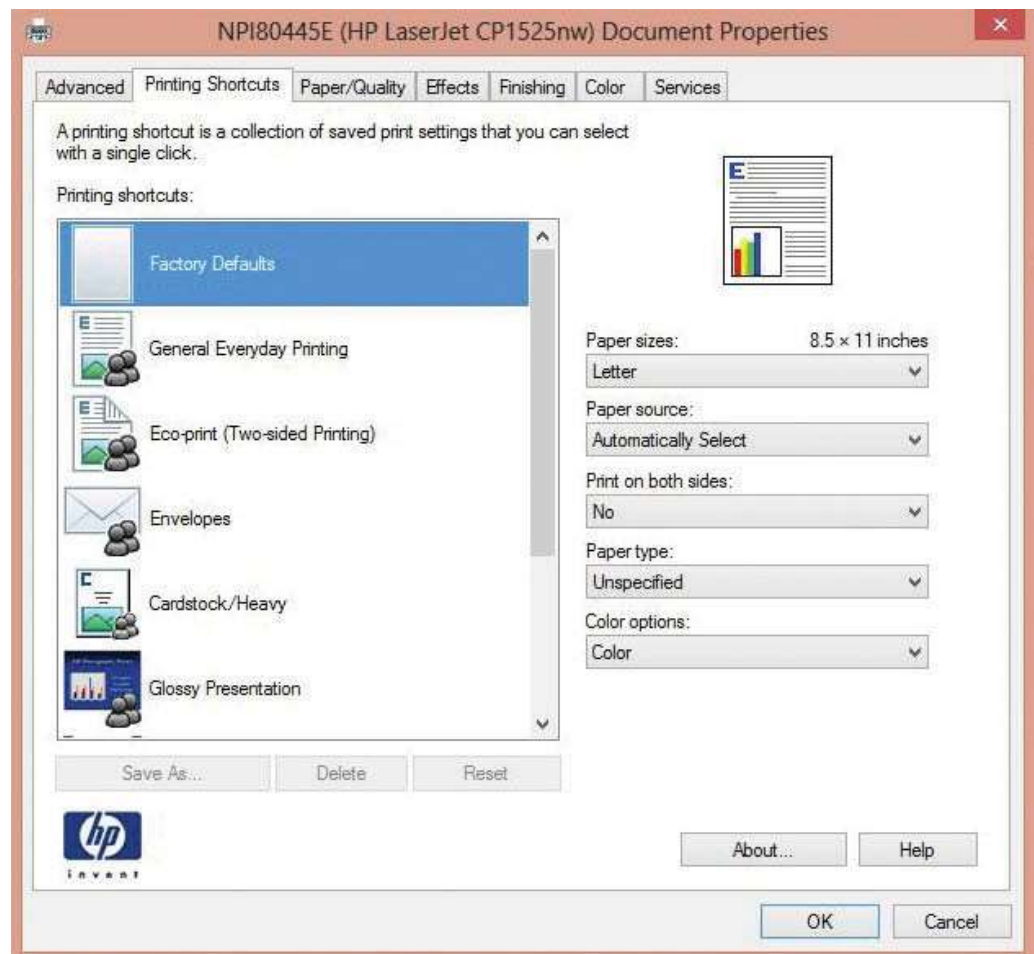 NPI80445E (HP LaserJet CP1525nw) Document Properties
Advanced
Printing Shortcuts
Paper/Quality
Effects
Finishing
Color
Services
A printing shortcut is a collection of saved print settings that you can select
with a single click.
Printing shortcuts:
Factory Defaults
General Everyday Printing
Eco-print (Two-sided Printing)
Envelopes
Cardstock/Heavy
Glossy Presentation
Save As...
Delete
Reset
E
Paper sizes:
8.5 × 11 inches
Letter
Paper source:
Automatically Select
Print on both sides:
No
Paper type:
Unspecified
Color options:
Color
hp
invent
About...
Help
OK
Cancel